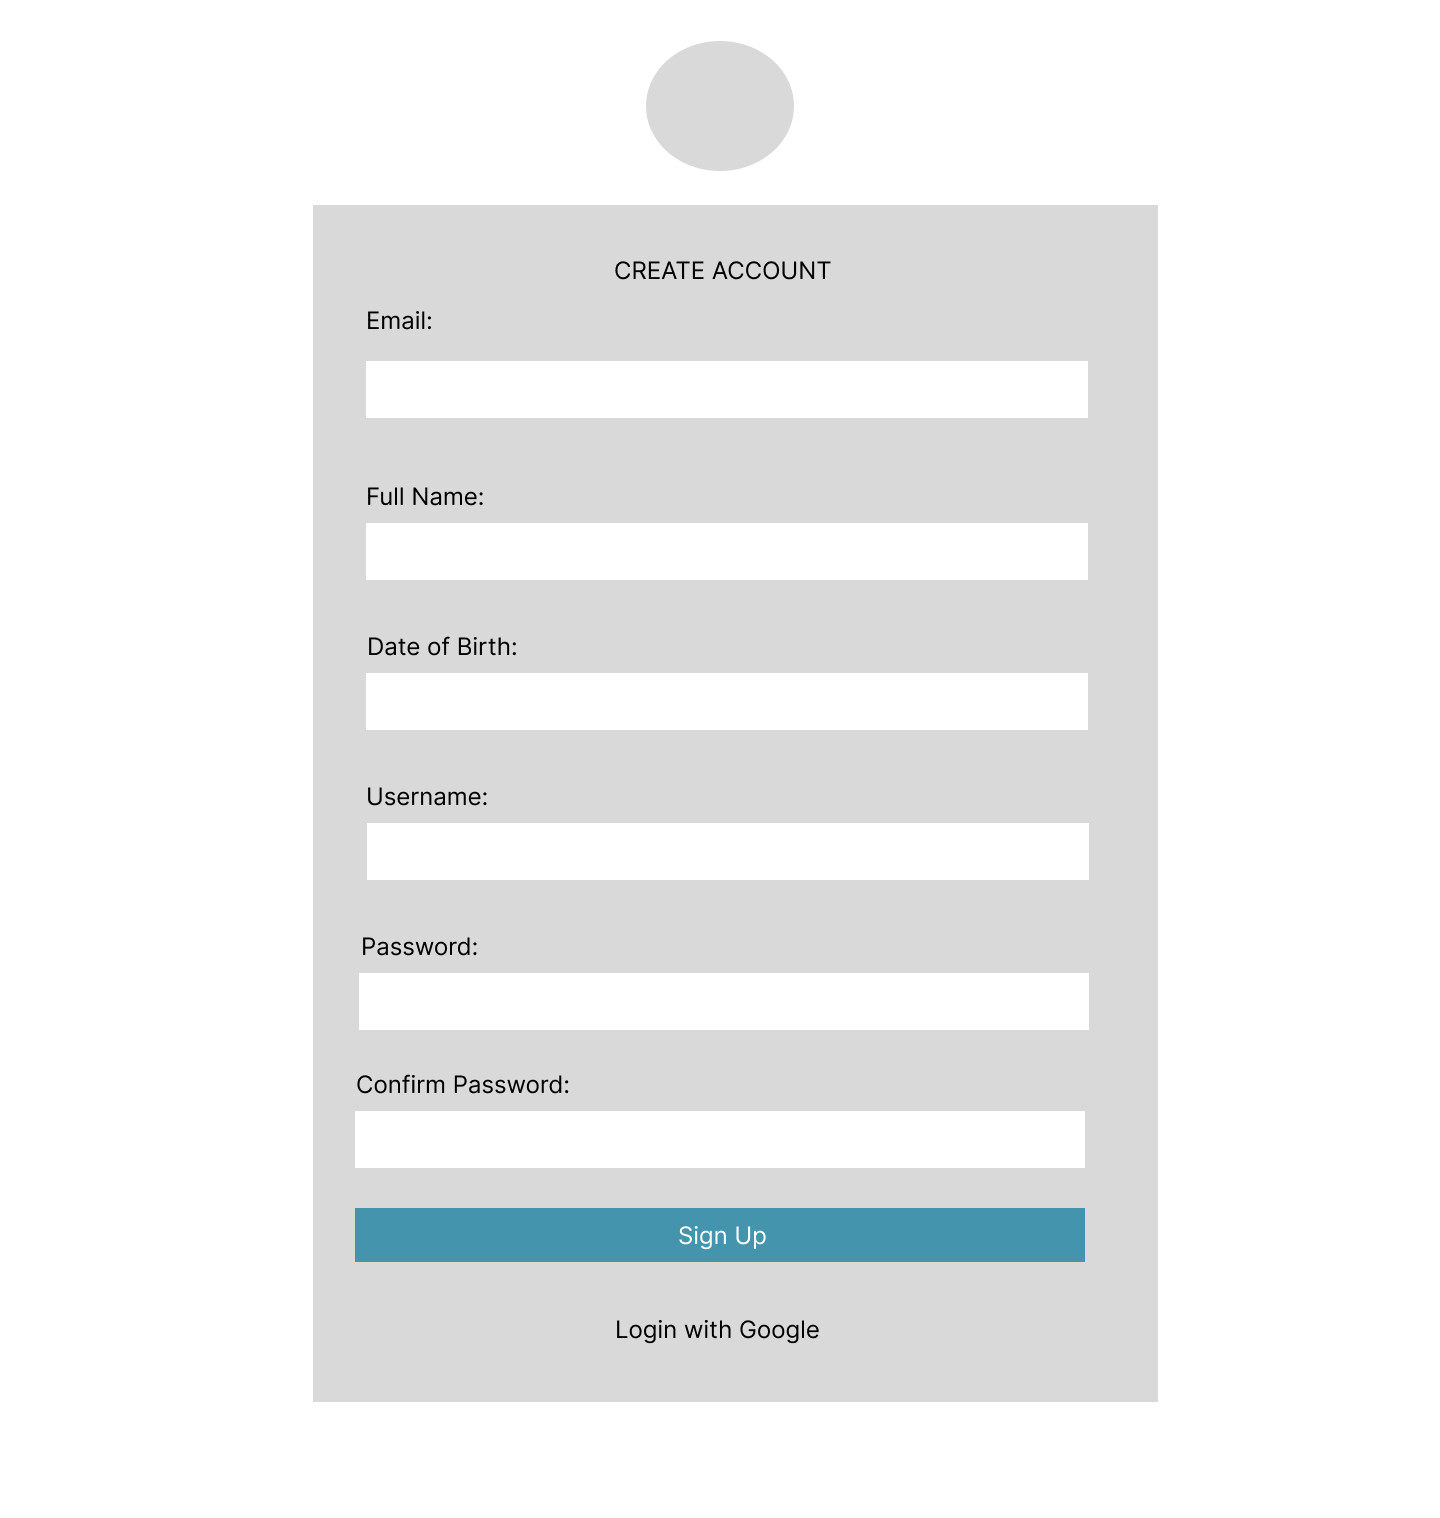 CREATE ACCOUNT
Email:
Full Name:
Date of Birth:
Username:
Password:
Confirm Password:
Sign Up
Login with Google